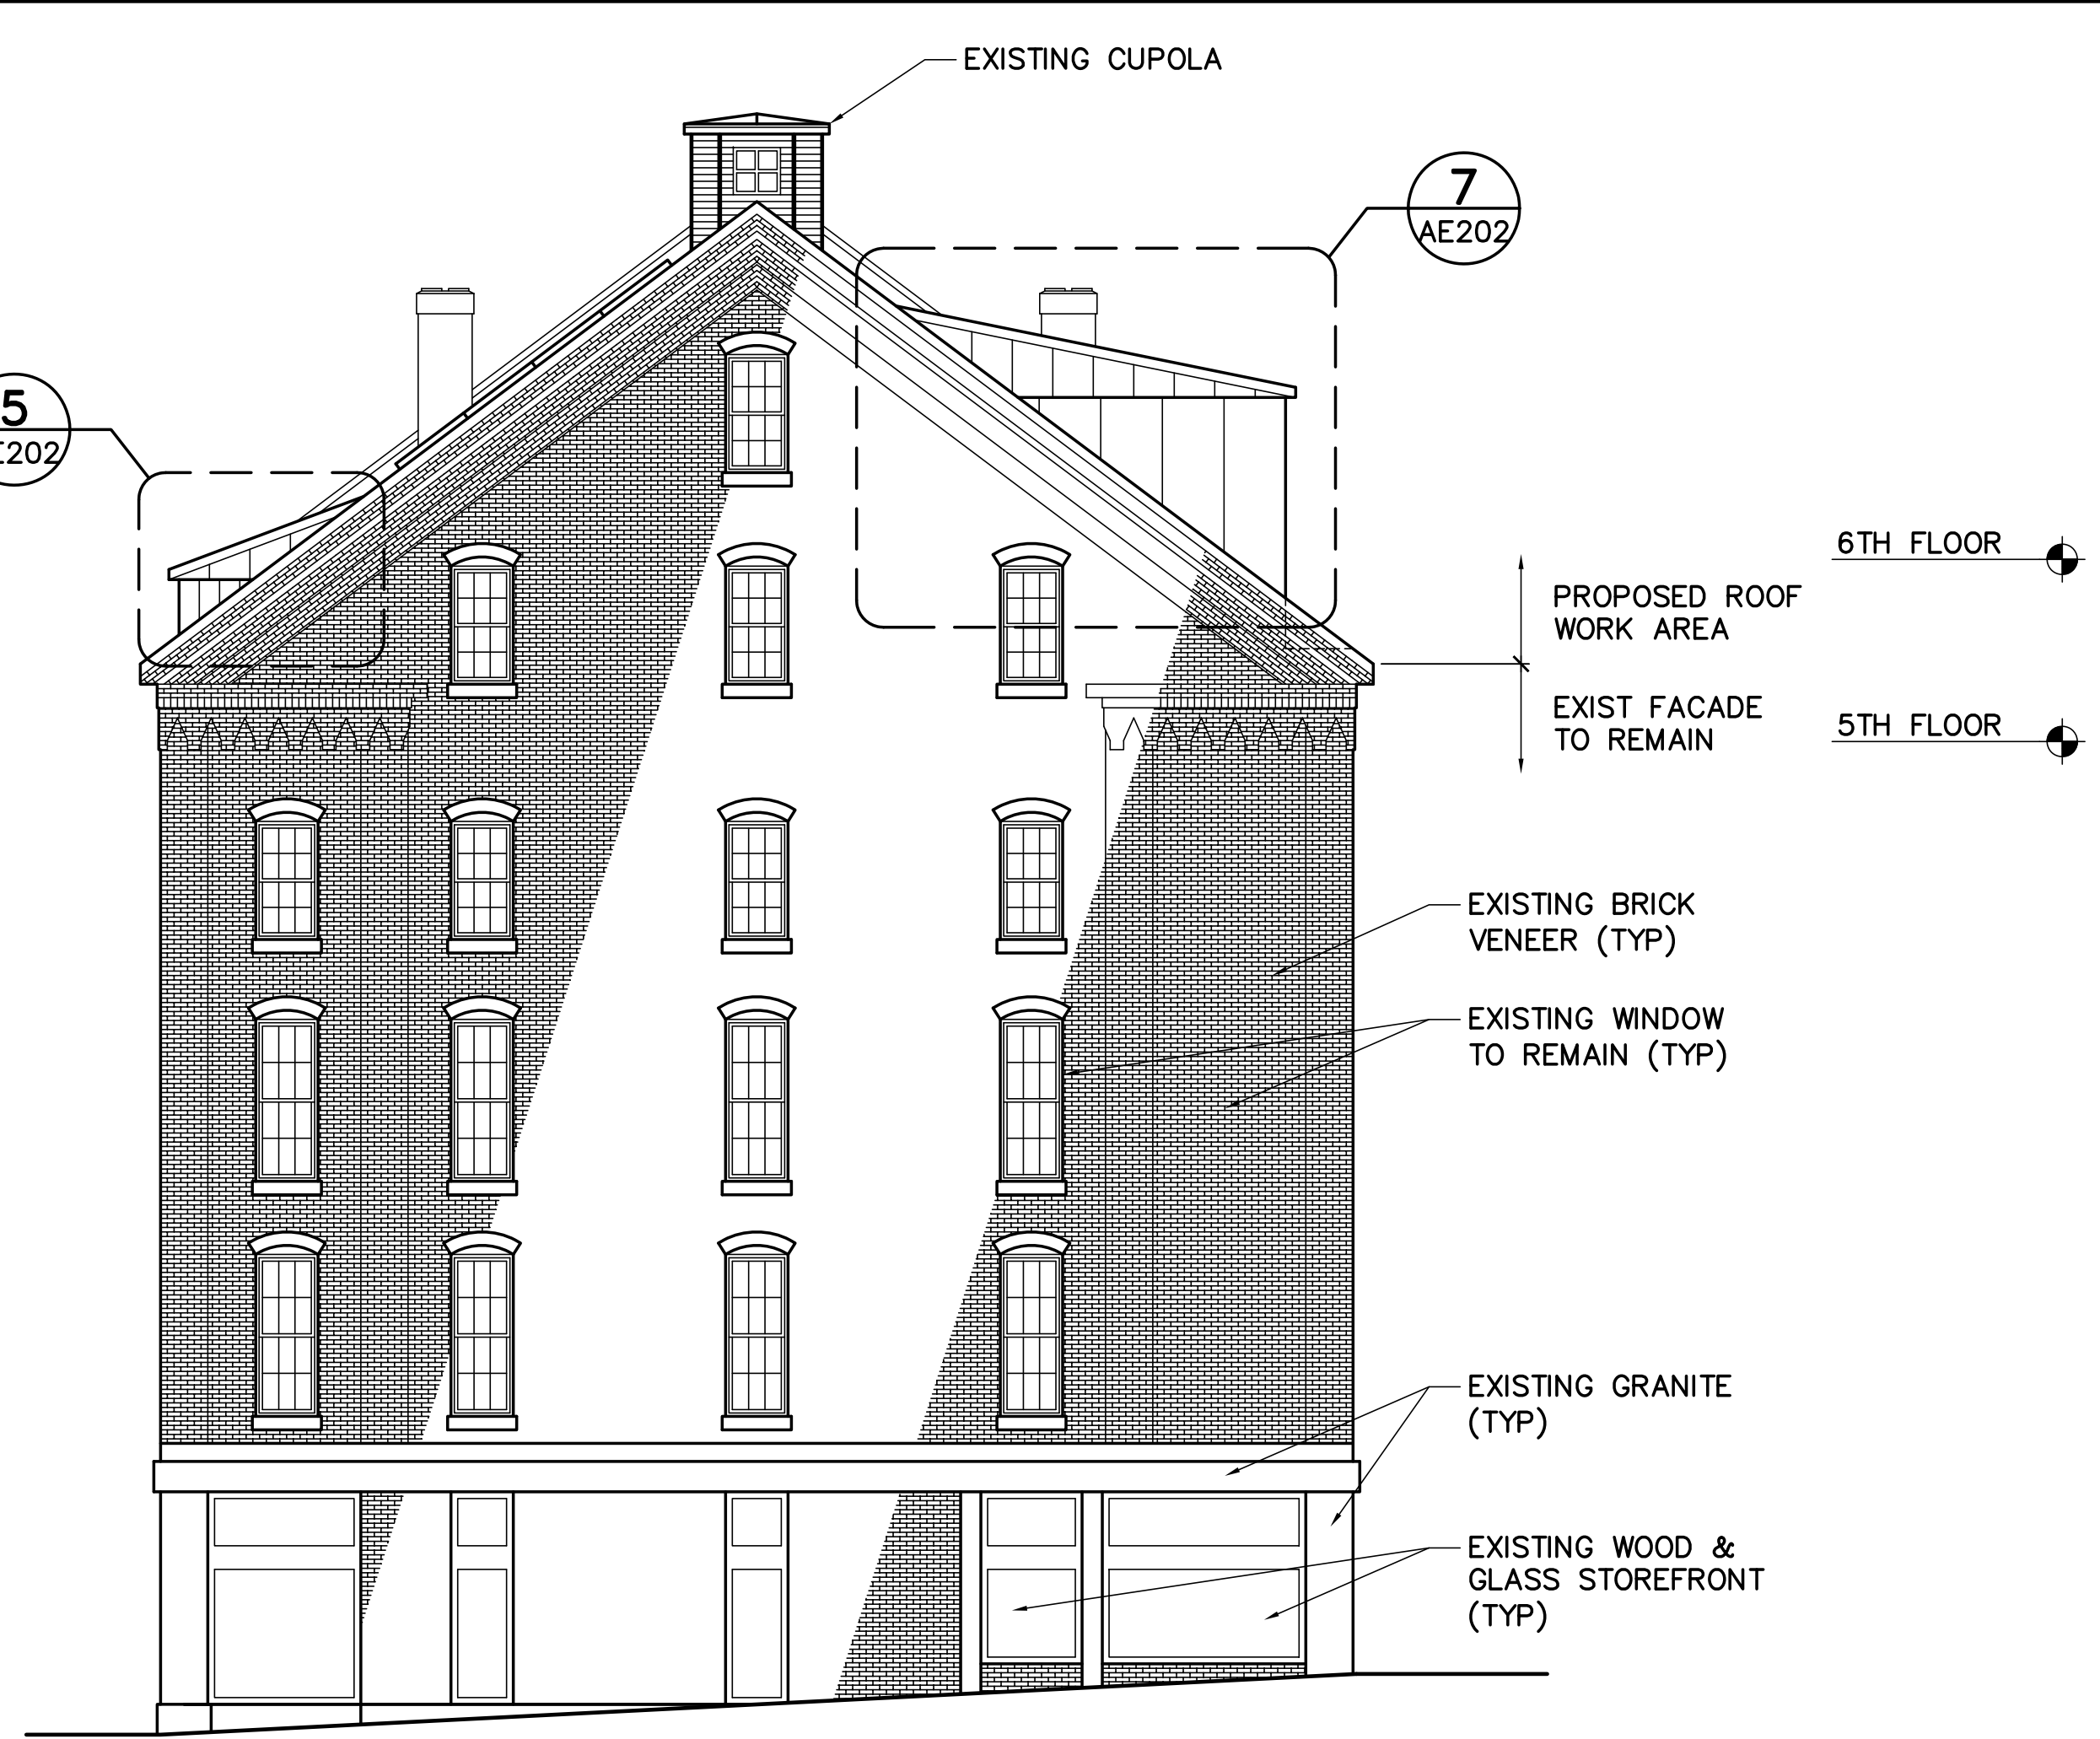 EXISTING CUPOLA
7
AE202
5
E202
6TH FLOOR
PROPOSED ROOF
WORK AREA
EXIST FACADE
TO REMAIN
5TH FLOOR
EXISTING BRICK
VENEER (TYP)
EXISTING WINDOW
TO REMAIN (TYP)
EXISTING GRANITE
(TYP)
EXISTING WOOD &
GLASS STOREFRONT
(TYP)